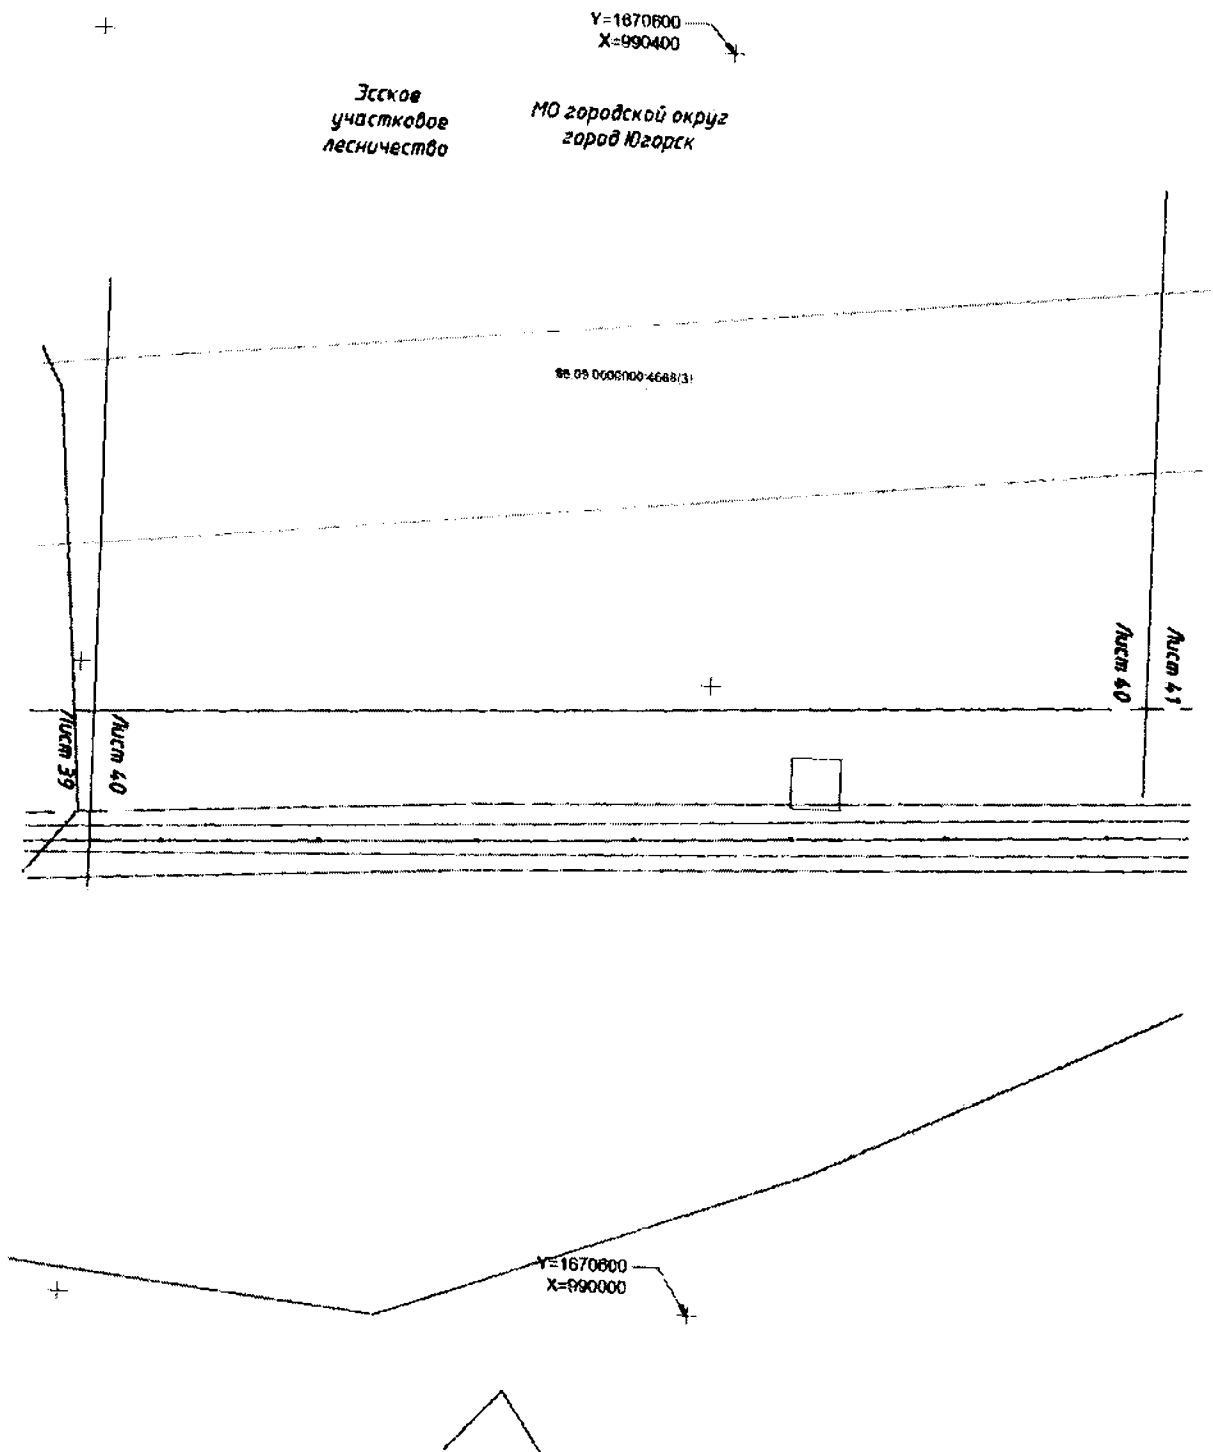 Y=1670600
X=990400
Эсское
участковое
лесничество
МО городской округ
город Югорск
Лист 40
Лист 41
Лист 39
Лист 40
Y=1670600
X=990000